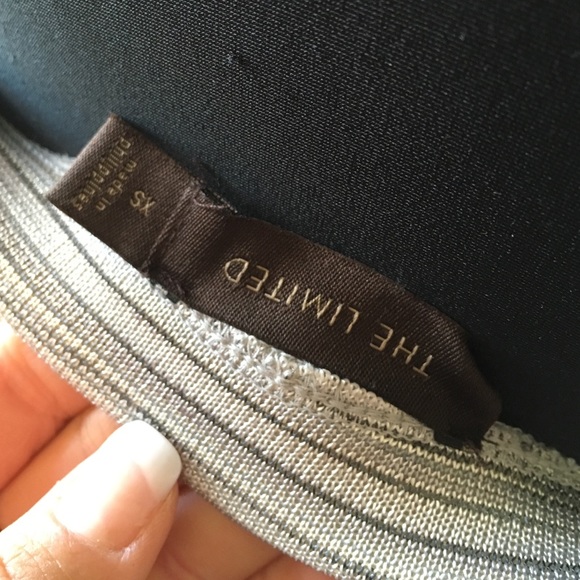 THE LIMITED
XS
made in
philippines